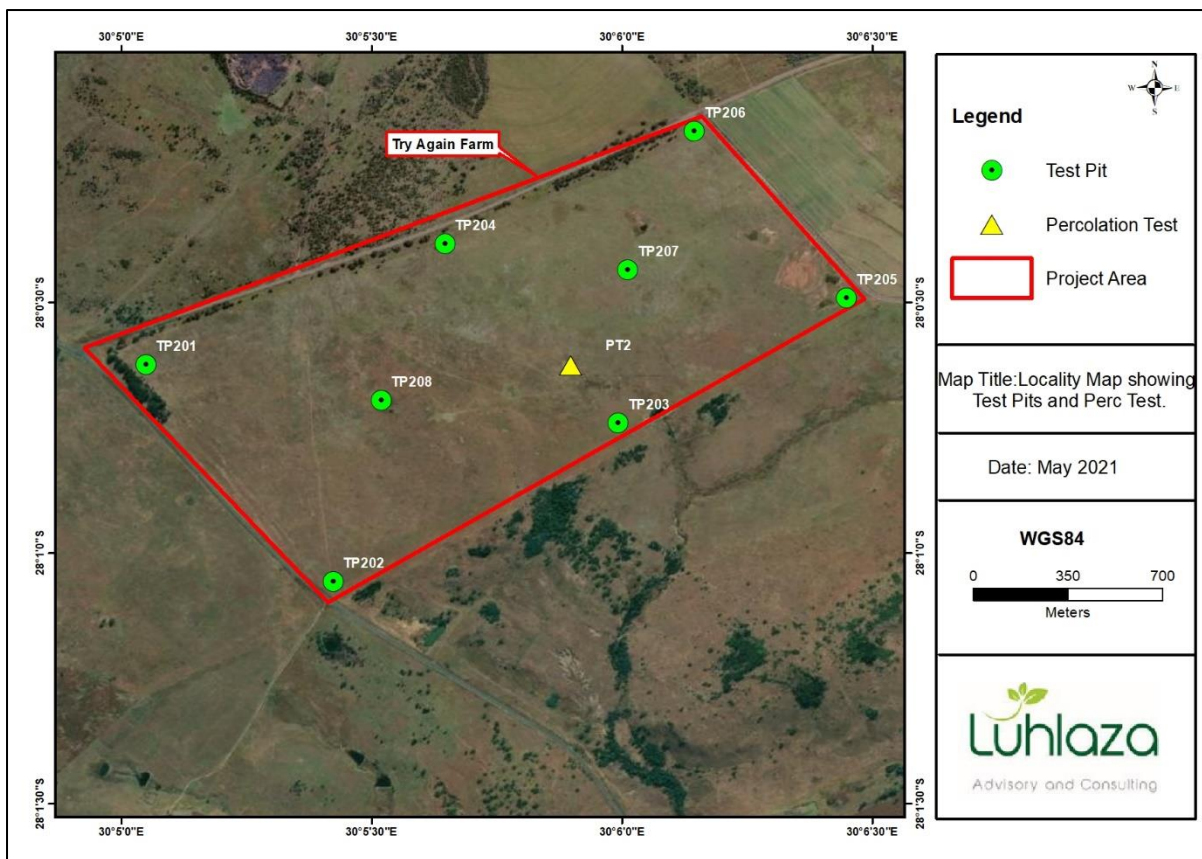 30°5'0"E
30°5'30"E
30°6'0"E
30°6'30"E
28°0'30"S
28°1'0"S
28°1'30"S
28°0'30"S
28°1'0"S
28°1'30"S
30°5'0"E
30°5'30"E
30°6'0"E
30°6'30"E
Try Again Farm
TP206
TP204
TP207
TP205
TP201
PT2
TP208
TP203
TP202
N
W
E
S
Legend
Test Pit
Percolation Test
Project Area
Map Title:Locality Map showing
Test Pits and Perc Test.
Date: May 2021
WGS84
0 350 700
Meters
Luhlaza
Advisory and Consulting